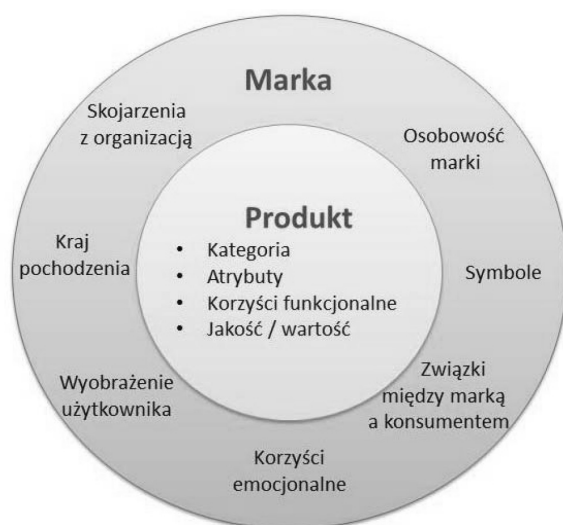 Marka
Skojarzenia
z organizacją
Osobowość
marki
Produkt
• Kategoria
• Atrybuty
• Korzyści funkcjonalne
• Jakość / wartość
Kraj
pochodzenia
Symbole
Wyobrażenie
użytkownika
Związki
między marką
a konsumentem
Korzyści
emocjonalne